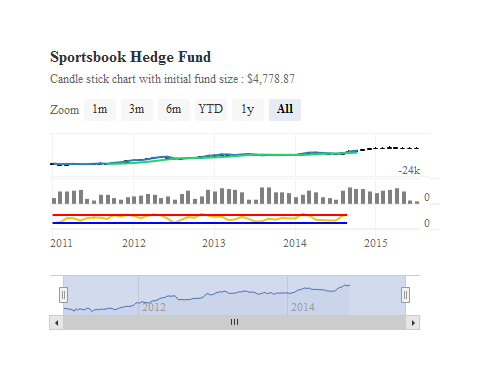 Sportsbook Hedge Fund
Candle stick chart with initial fund size : $4,778.87
Zoom 1m 3m 6m YTD 1y All
-24k
0
0
2011 2012 2013 2014 2015
2012 2014